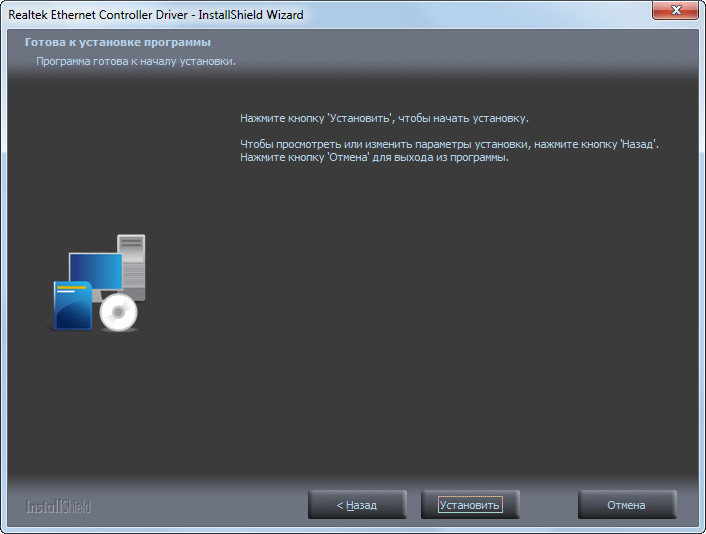 Realtek Ethernet Controller Driver - InstallShield Wizard
Готова к установке программы
Программа готова к началу установки.
Нажмите кнопку 'Установить', чтобы начать установку.
Чтобы просмотреть или изменить параметры установки, нажмите кнопку 'Назад'.
Нажмите кнопку 'Отмена' для выхода из программы.
InstallShield
< Назад
Установить
Отмена